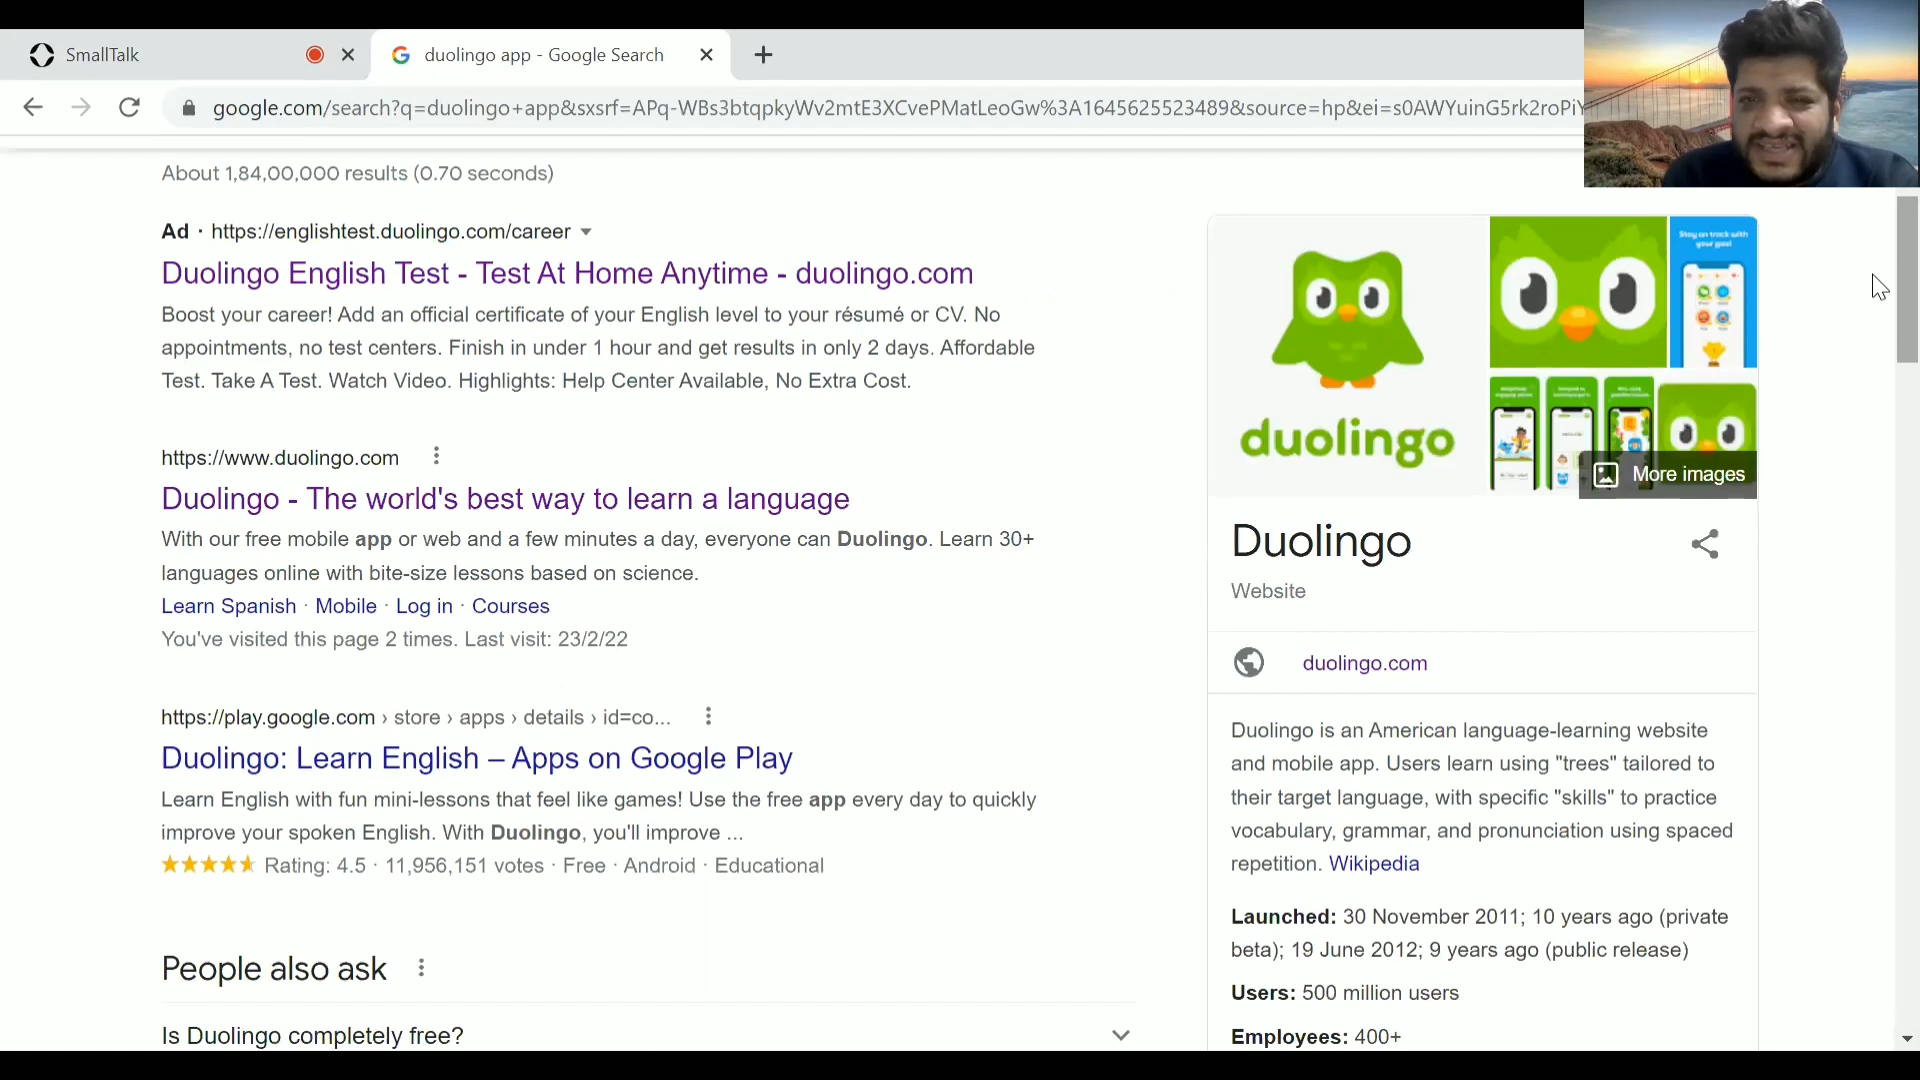 SmallTalk
duolingo app - Google Search
google.com/search?q=duolingo+app&sxsrf=APq-WBs3btqpkyWv2mtE3XCvePMatLeoGw%3A1645625523489&source=hp&ei=s0AWYuinG5rk2roPiY
About 1,84,00,000 results (0.70 seconds)
Ad · https://englishtest.duolingo.com/career
Duolingo English Test - Test At Home Anytime - duolingo.com
Boost your career! Add an official certificate of your English level to your résumé or CV. No
appointments, no test centers. Finish in under 1 hour and get results in only 2 days. Affordable
Test. Take A Test. Watch Video. Highlights: Help Center Available, No Extra Cost.
https://www.duolingo.com
Duolingo - The world's best way to learn a language
With our free mobile app or web and a few minutes a day, everyone can Duolingo. Learn 30+
languages online with bite-size lessons based on science.
Learn Spanish · Mobile · Log in · Courses
You've visited this page 2 times. Last visit: 23/2/22
https://play.google.com › store › apps › details › id=co...
Duolingo: Learn English – Apps on Google Play
Learn English with fun mini-lessons that feel like games! Use the free app every day to quickly
improve your spoken English. With Duolingo, you'll improve ...
Rating: 4.5 · 11,956,151 votes · Free · Android · Educational
People also ask
Is Duolingo completely free?
duolingo
Stay on track with
your goal
More images
Duolingo
Website
duolingo.com
Duolingo is an American language-learning website
and mobile app. Users learn using "trees" tailored to
their target language, with specific "skills" to practice
vocabulary, grammar, and pronunciation using spaced
repetition. Wikipedia
Launched: 30 November 2011; 10 years ago (private
beta); 19 June 2012; 9 years ago (public release)
Users: 500 million users
Employees: 400+